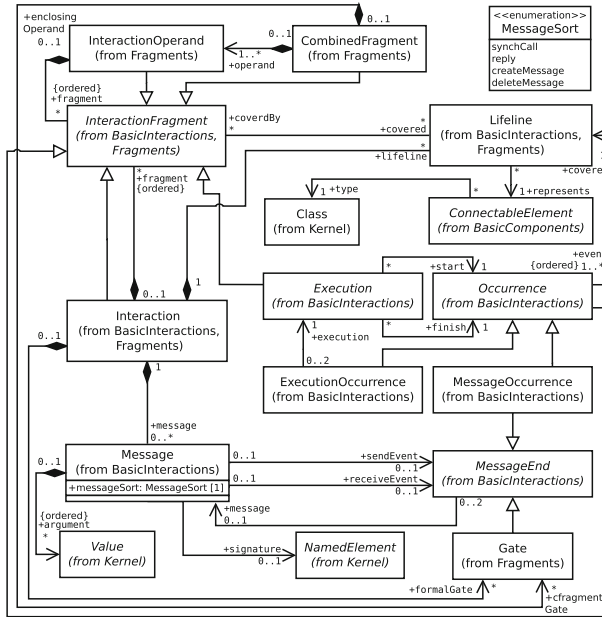 +enclosing
Operand
0..1
InteractionOperand
(from Fragments)
1..*
+operand
0..1
CombinedFragment
(from Fragments)
0..1
<<enumeration>>
MessageSort
synchCall
reply
createMessage
deleteMessage
{ordered}
+fragment
*
InteractionFragment
(from BasicInteractions,
Fragments)
+coverdBy
*
*
+covered
*
+lifeline
Lifeline
(from BasicInteractions,
Fragments)
*
+covere
*
+fragment
{ordered}
1
+type
*
1
+represents
Class
(from Kernel)
ConnectableElement
(from BasicComponents)
0..1
1
+even
{ordered}
1..*
Execution
(from BasicInteractions)
*
+start
1
*
+finish
1
Occurrence
(from BasicInteractions)
Interaction
(from BasicInteractions,
Fragments)
0..1
1
1
+execution
0..2
ExecutionOccurrence
(from BasicInteractions)
MessageOccurrence
(from BasicInteractions)
+message
0..*
0..1
Message
(from BasicInteractions)
+messageSort: MessageSort [1]
0..1
+sendEvent
0..1
0..1
+receiveEvent
0..1
MessageEnd
(from BasicInteractions)
+message
0..1
0..2
{ordered}
+argument
*
Value
(from Kernel)
+signature
0..1
NamedElement
(from Kernel)
Gate
(from Fragments)
+formalGate
*
*
+cfragment
Gate